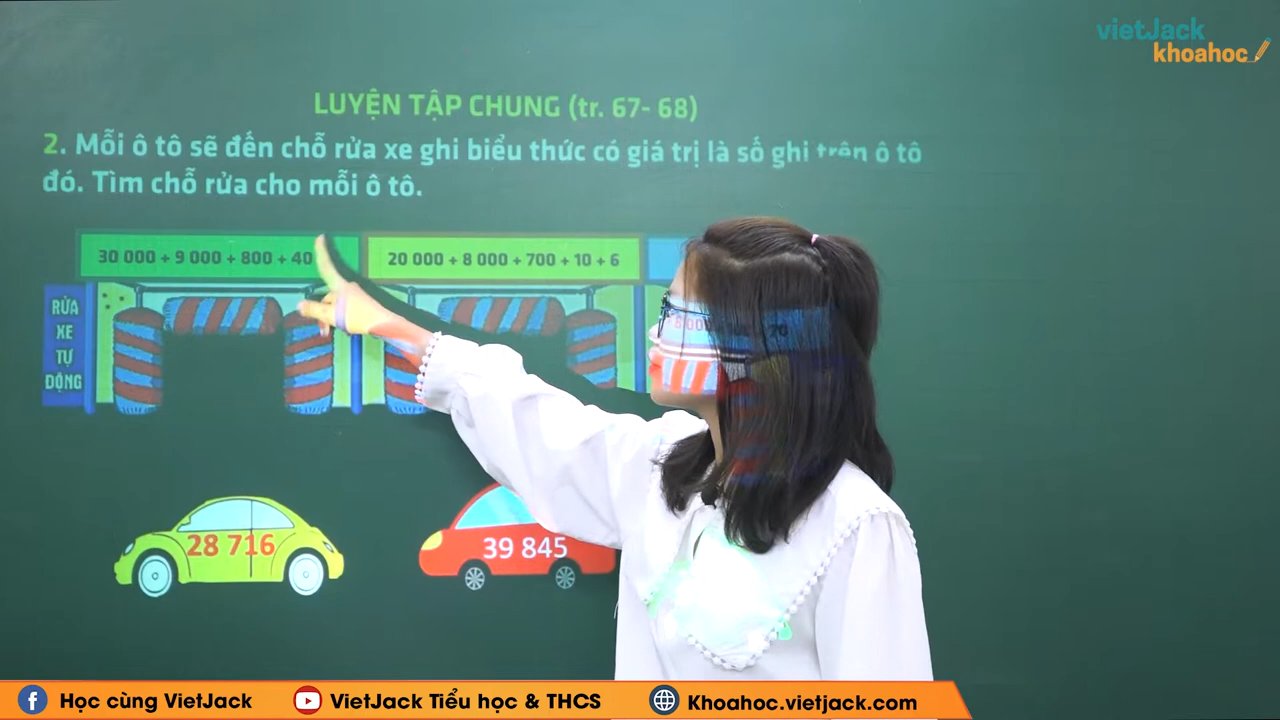 vietJack
khoahoc
LUYỆN TẬP CHUNG (tr. 67- 68)
2. Mỗi ô tô sẽ đến chỗ rửa xe ghi biểu thức có giá trị là số ghi trên ô tô
đó. Tìm chỗ rửa cho mỗi ô tô.
30 000 + 9 000 + 800 + 40
20 000 + 8 000 + 700 + 10 + 6
RỬA
XE
TỰ
ĐỘNG
28 716
39 845
Học cùng VietJack
VietJack Tiểu học & THCS
Khoahoc.vietjack.com